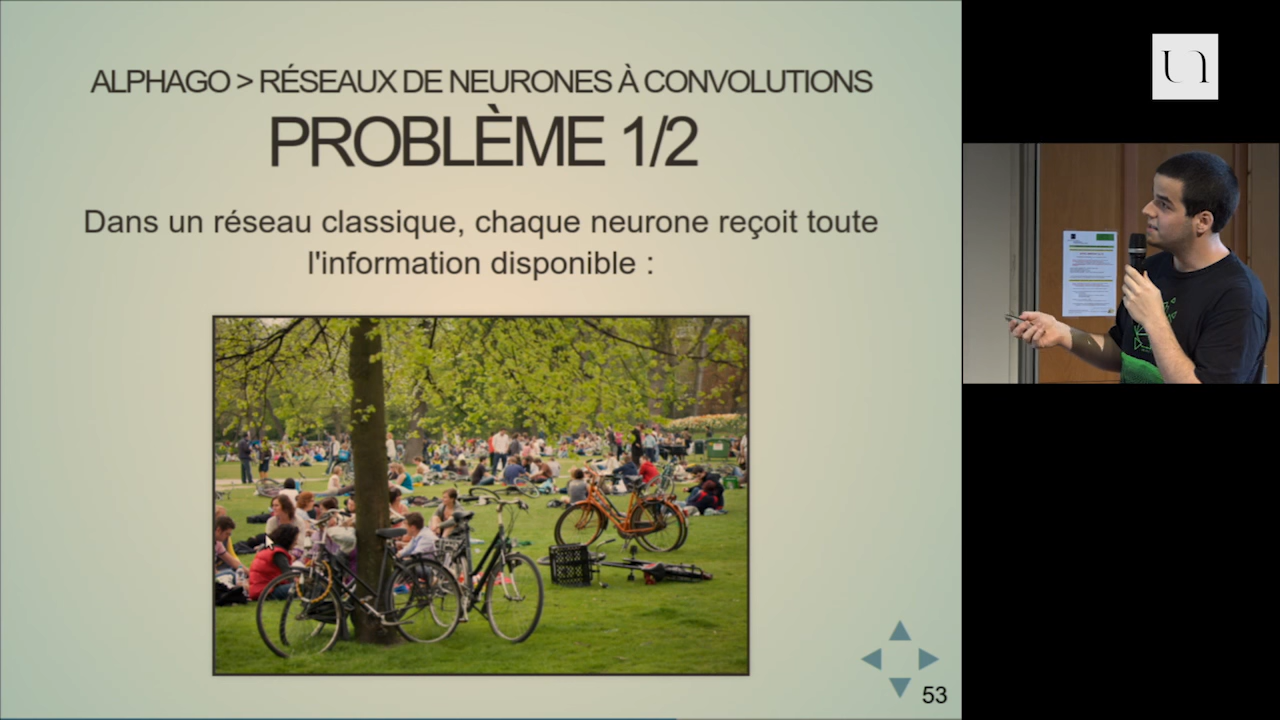 ALPHAGO > RÉSEAUX DE NEURONES À CONVOLUTIONS
PROBLÈME 1/2
Dans un réseau classique, chaque neurone reçoit toute
l'information disponible :
53